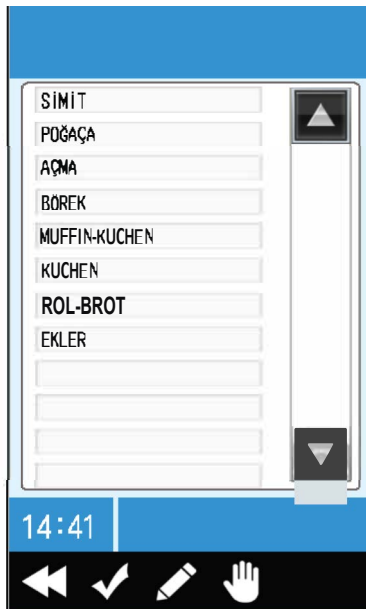 SİMİT
POĞAÇA
AÇMA
BÖREK
MUFFIN-KUCHEN
KUCHEN
ROL-BROT
EKLER
14:41